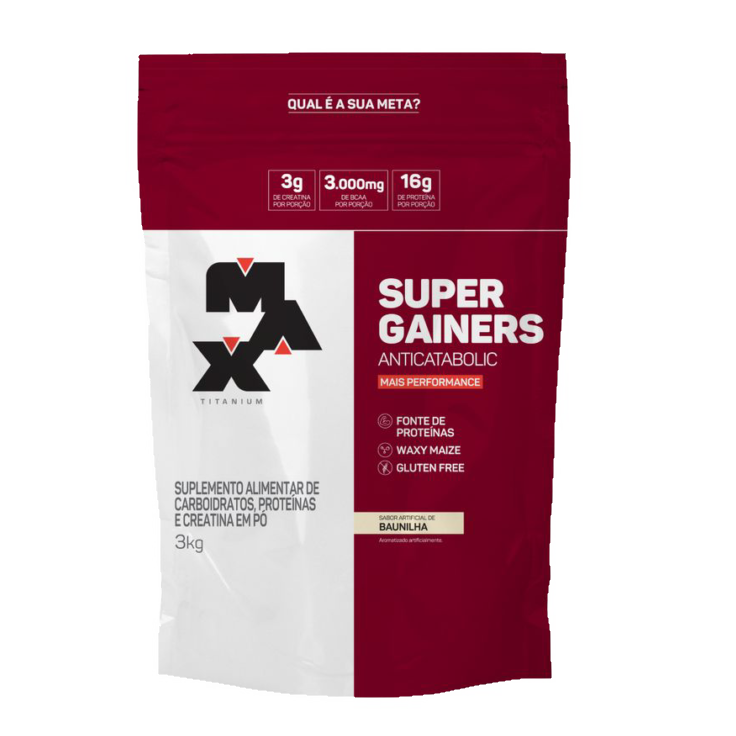 QUAL É A SUA META?
3g
DE CREATINA
POR PORÇÃO
3.000mg
DE BCAA
POR PORÇÃO
16g
DE PROTEÍNA
POR PORÇÃO
MAX
TITANIUM
SUPER
GAINERS
ANTICATABOLIC
MAIS PERFORMANCE
FONTE DE
PROTEÍNAS
WAXY MAIZE
GLUTEN FREE
SUPLEMENTO ALIMENTAR DE
CARBOIDRATOS, PROTEÍNAS
E CREATINA EM PÓ
3kg
SABOR ARTIFICIAL DE
BAUNILHA
Aromatizado artificialmente.